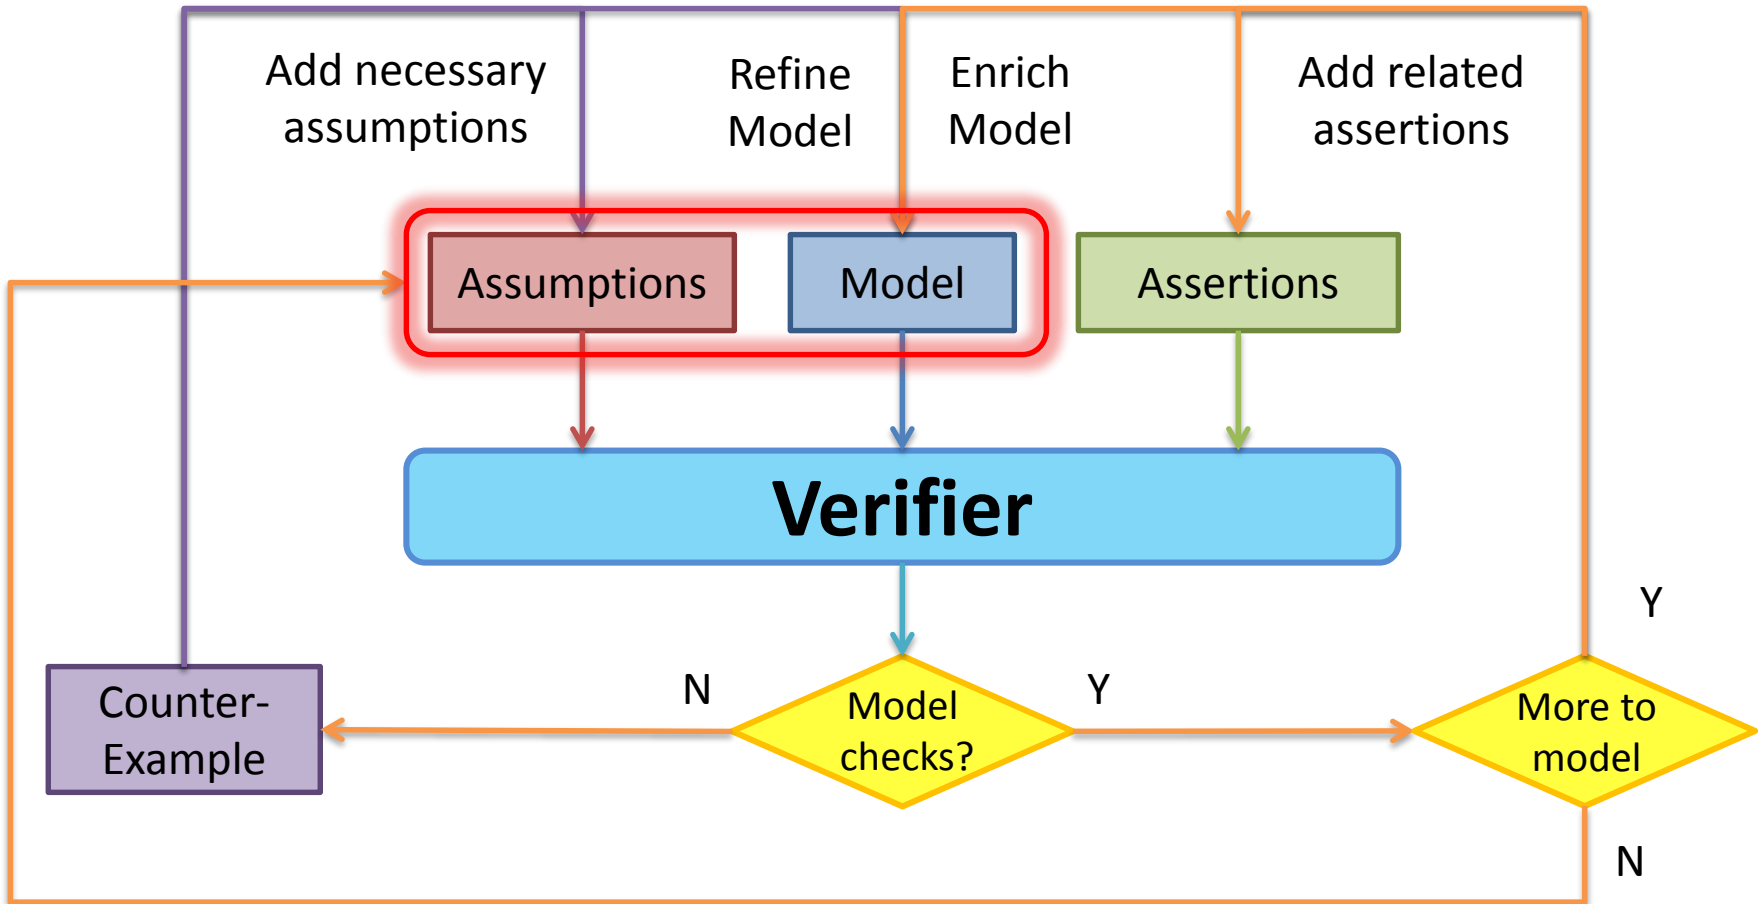 Add necessary
assumptions
Refine
Model
Enrich
Model
Add related
assertions
Assumptions
Model
Assertions
Verifier
Y
Counter-
Example
N
Model
checks?
Y
More to
model
N